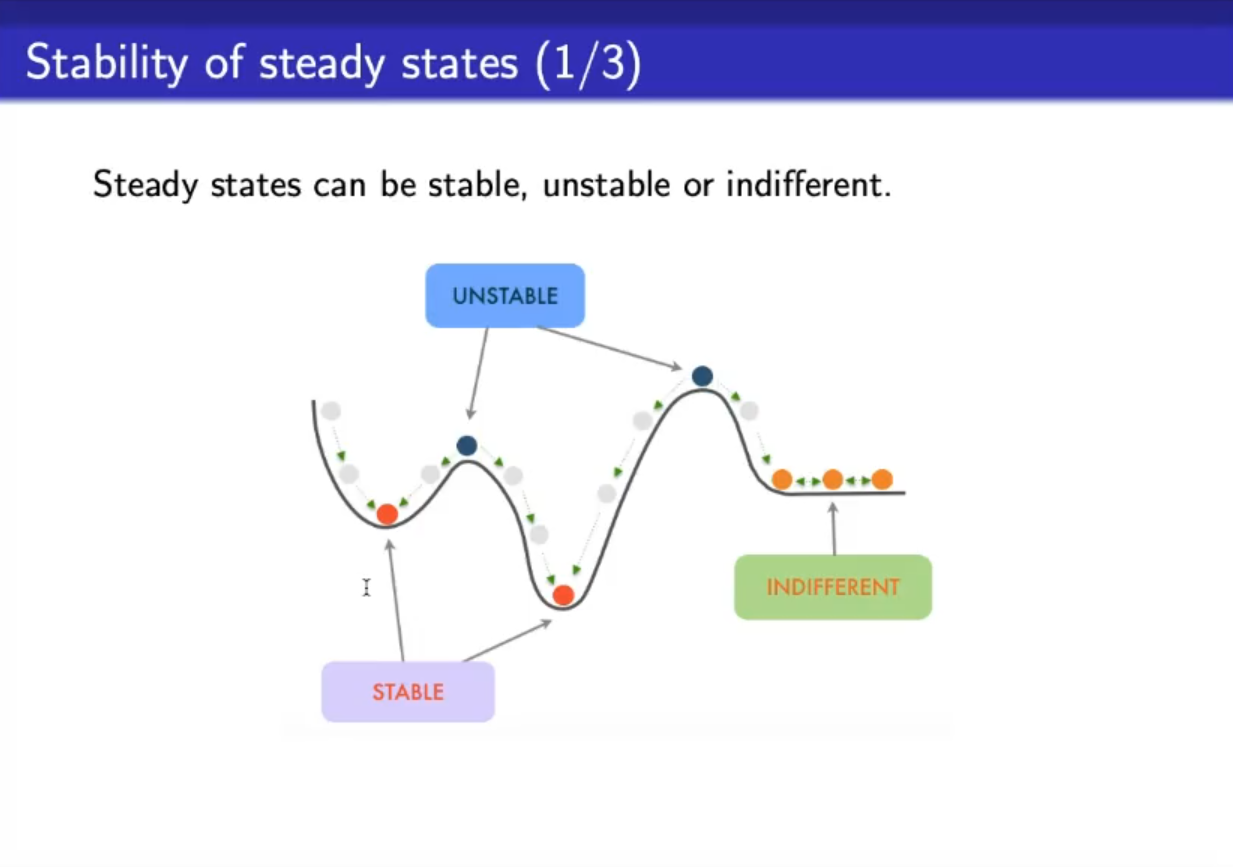 Stability of steady states (1/3)
Steady states can be stable, unstable or indifferent.
UNSTABLE
INDIFFERENT
STABLE